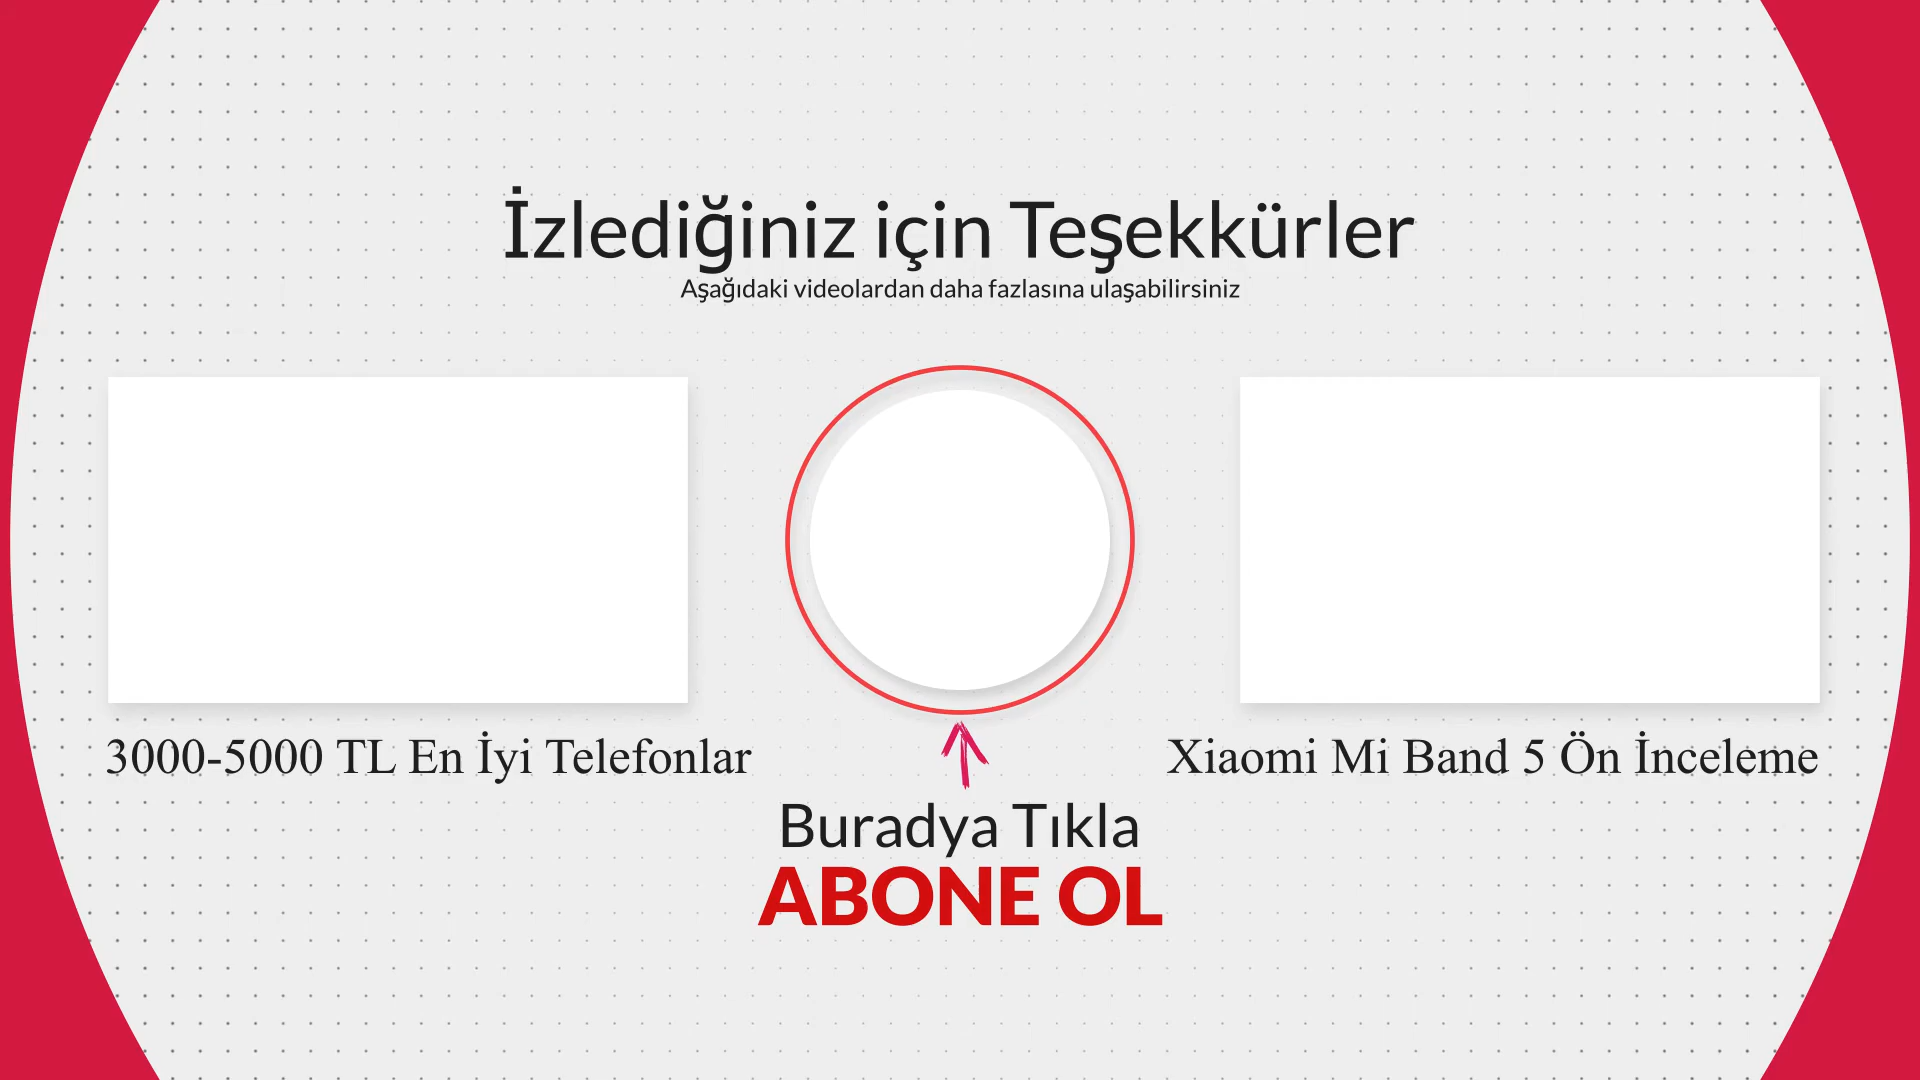 İzlediğiniz için Teşekkürler
Aşağıdaki videolardan daha fazlasına ulaşabilirsiniz
3000-5000 TL En İyi Telefonlar
Xiaomi Mi Band 5 Ön İnceleme
Buradya Tıkla
ABONE OL